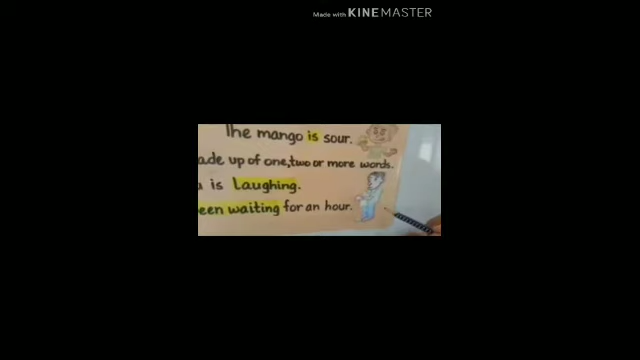 Made with KINEMASTER
The mango is sour.
ade up of one,two or more words.
is Laughing.
een waiting for an hour.